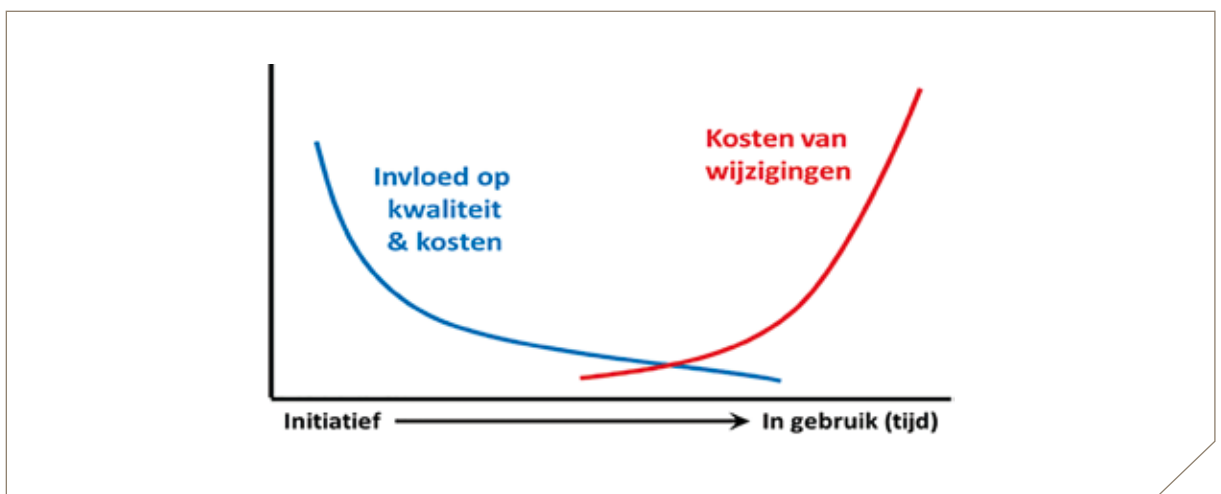 Invloed op
kwaliteit
& kosten
Kosten van
wijzigingen
Initiatief
In gebruik (tijd)